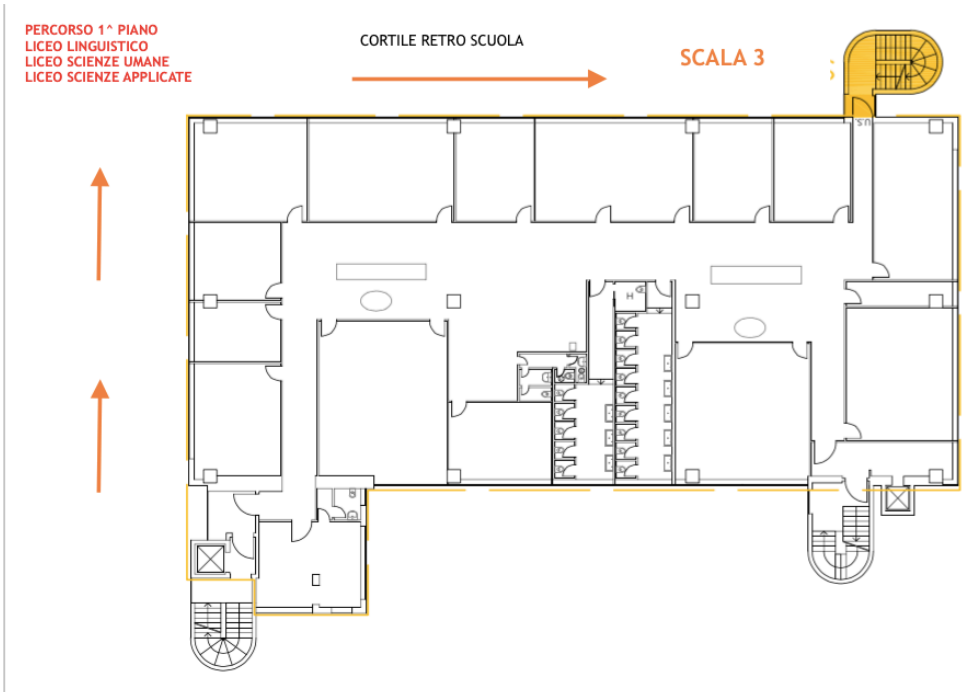 PERCORSO 1^ PIANO
LICEO LINGUISTICO
LICEO SCIENZE UMANE
LICEO SCIENZE APPLICATE
CORTILE RETRO SCUOLA
SCALA 3
U.S.
H